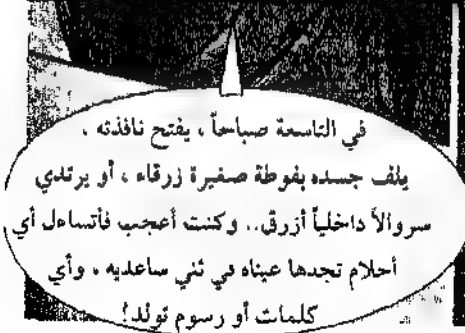 في التاسعة صباحاً ، يفتح نافذته ،
يلف جسده بفوطة صغيرة زرقاء ، أو يرتدي
سروالاً داخلياً أزرق.. وكنت أعجب فأتساءل أي
أحلام تجدها عيناه في ثني ساعديه ، وأي
كلمات أو رسوم تولد!